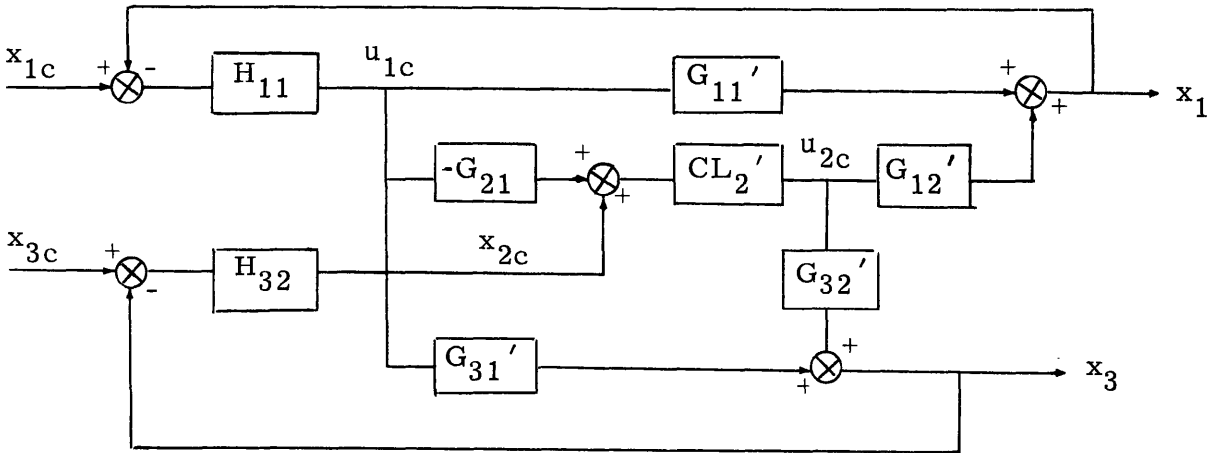 x1c + - H11 u1c G11' + + x1
-G21 + + CL2' u2c G12'
x3c + - H32 x2c G32'
G31' + + x3